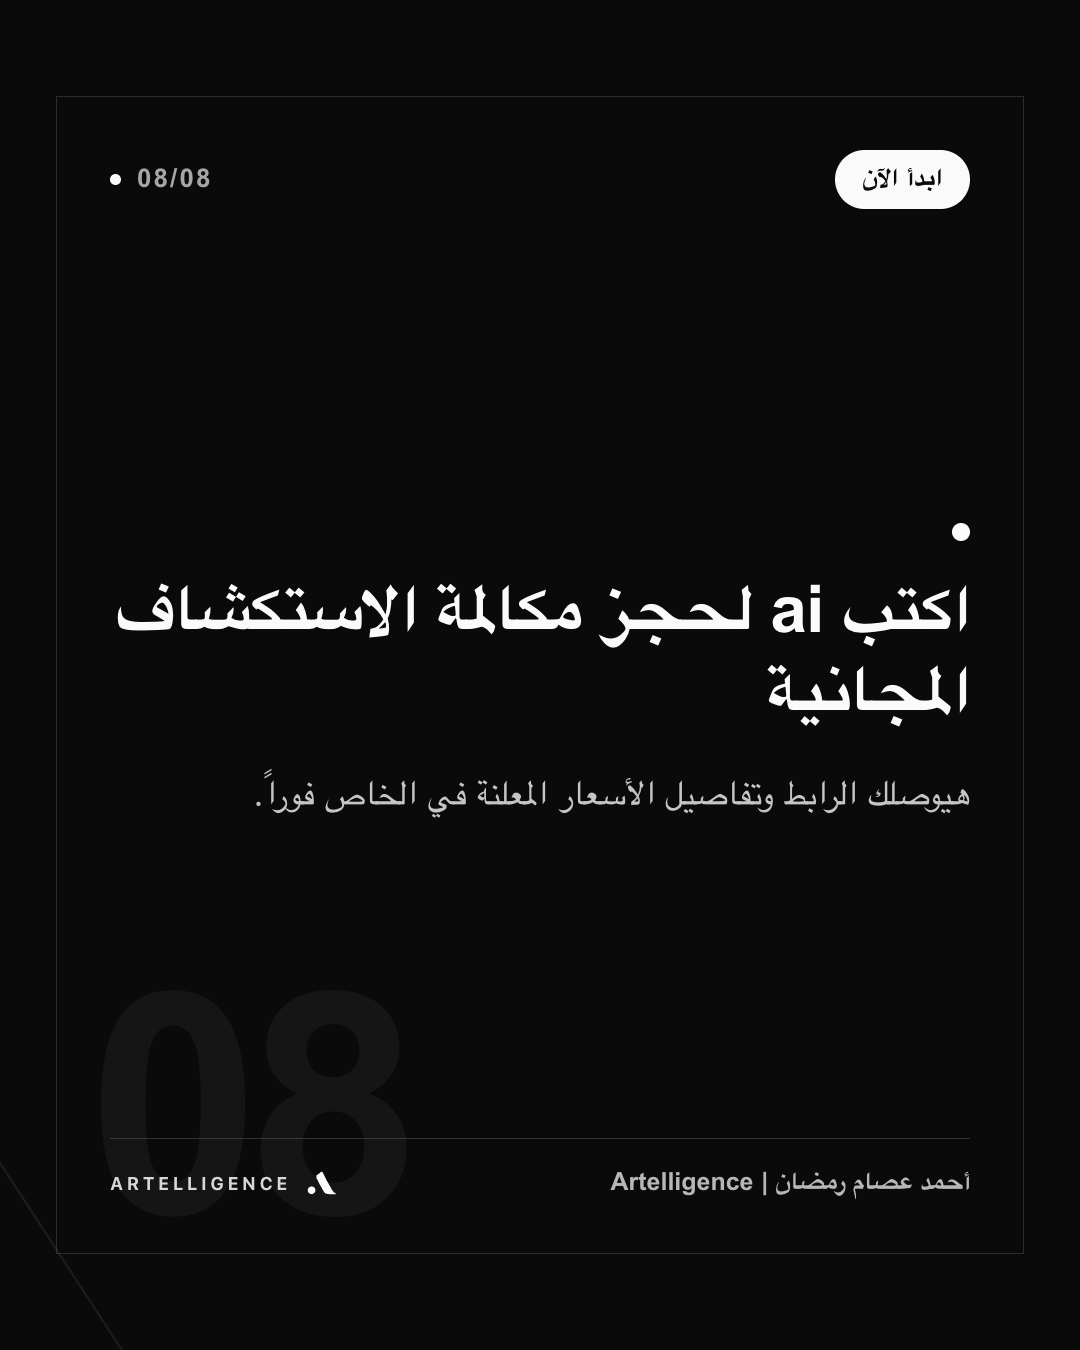 ابدأ الآن
08/08
اكتب ai لحجز مكالمة الاستكشاف
المجانية
هيوصلك الرابط وتفاصيل الأسعار المعلنة في الخاص فوراً.
08
أحمد عصام رمضان | Artelligence
ARTELLIGENCE